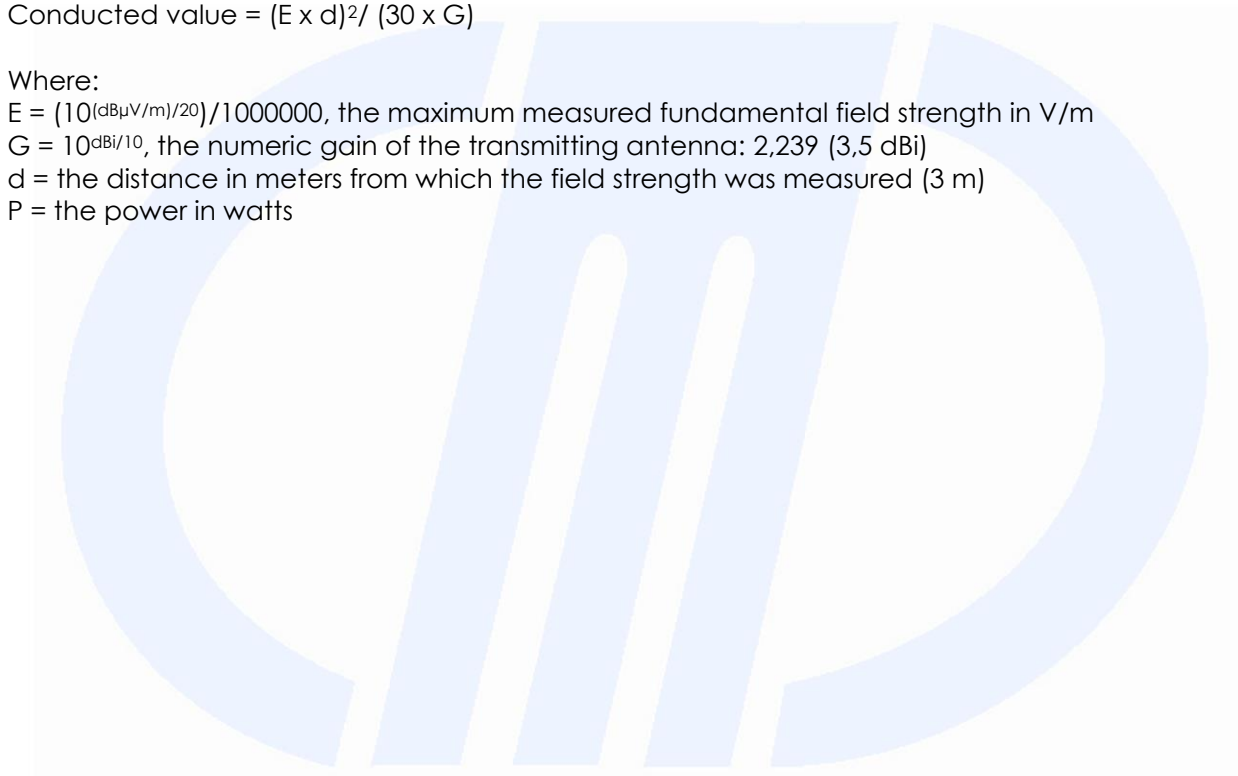 Conducted value = (E x d)²/ (30 x G)
Where:
E = (10⁽ᵈᴮᵘⱽ/ᵐ⁾/²⁰)/1000000, the maximum measured fundamental field strength in V/m
G = 10ᵈᴮⁱ/¹⁰, the numeric gain of the transmitting antenna: 2,239 (3,5 dBi)
d = the distance in meters from which the field strength was measured (3 m)
P = the power in watts